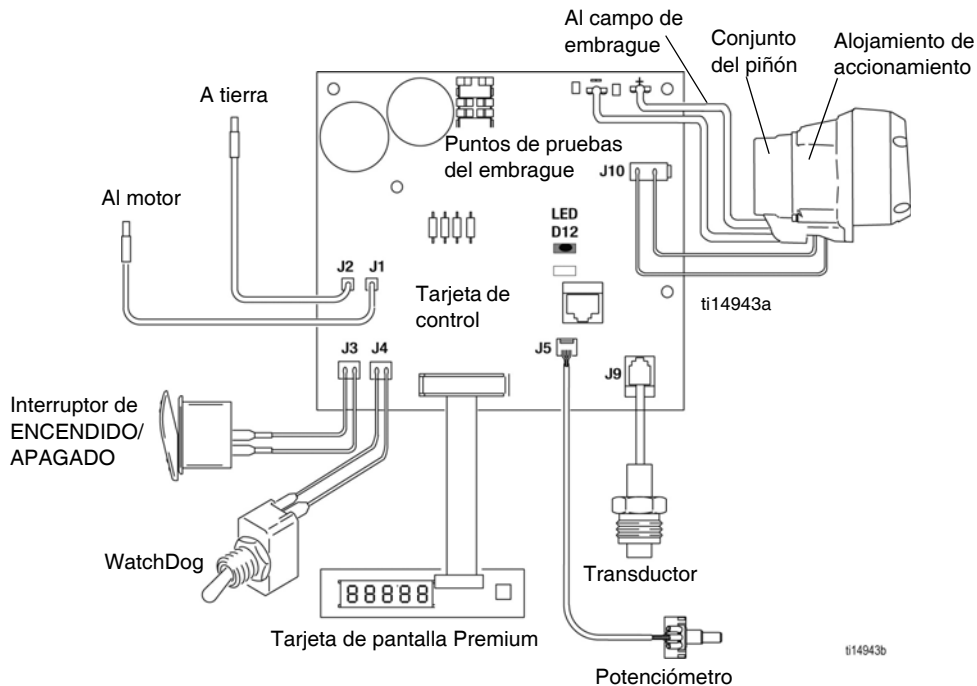 Al campo de
embrague
Conjunto
del piñón
Alojamiento de
accionamiento
A tierra
Puntos de pruebas
del embrague
J10
Al motor
LED
D12
J2
J1
ti14943a
Tarjeta de
control
J3
J4
J5
J9
Interruptor de
ENCENDIDO/
APAGADO
WatchDog
88888
Transductor
Tarjeta de pantalla Premium
ti14943b
Potenciómetro